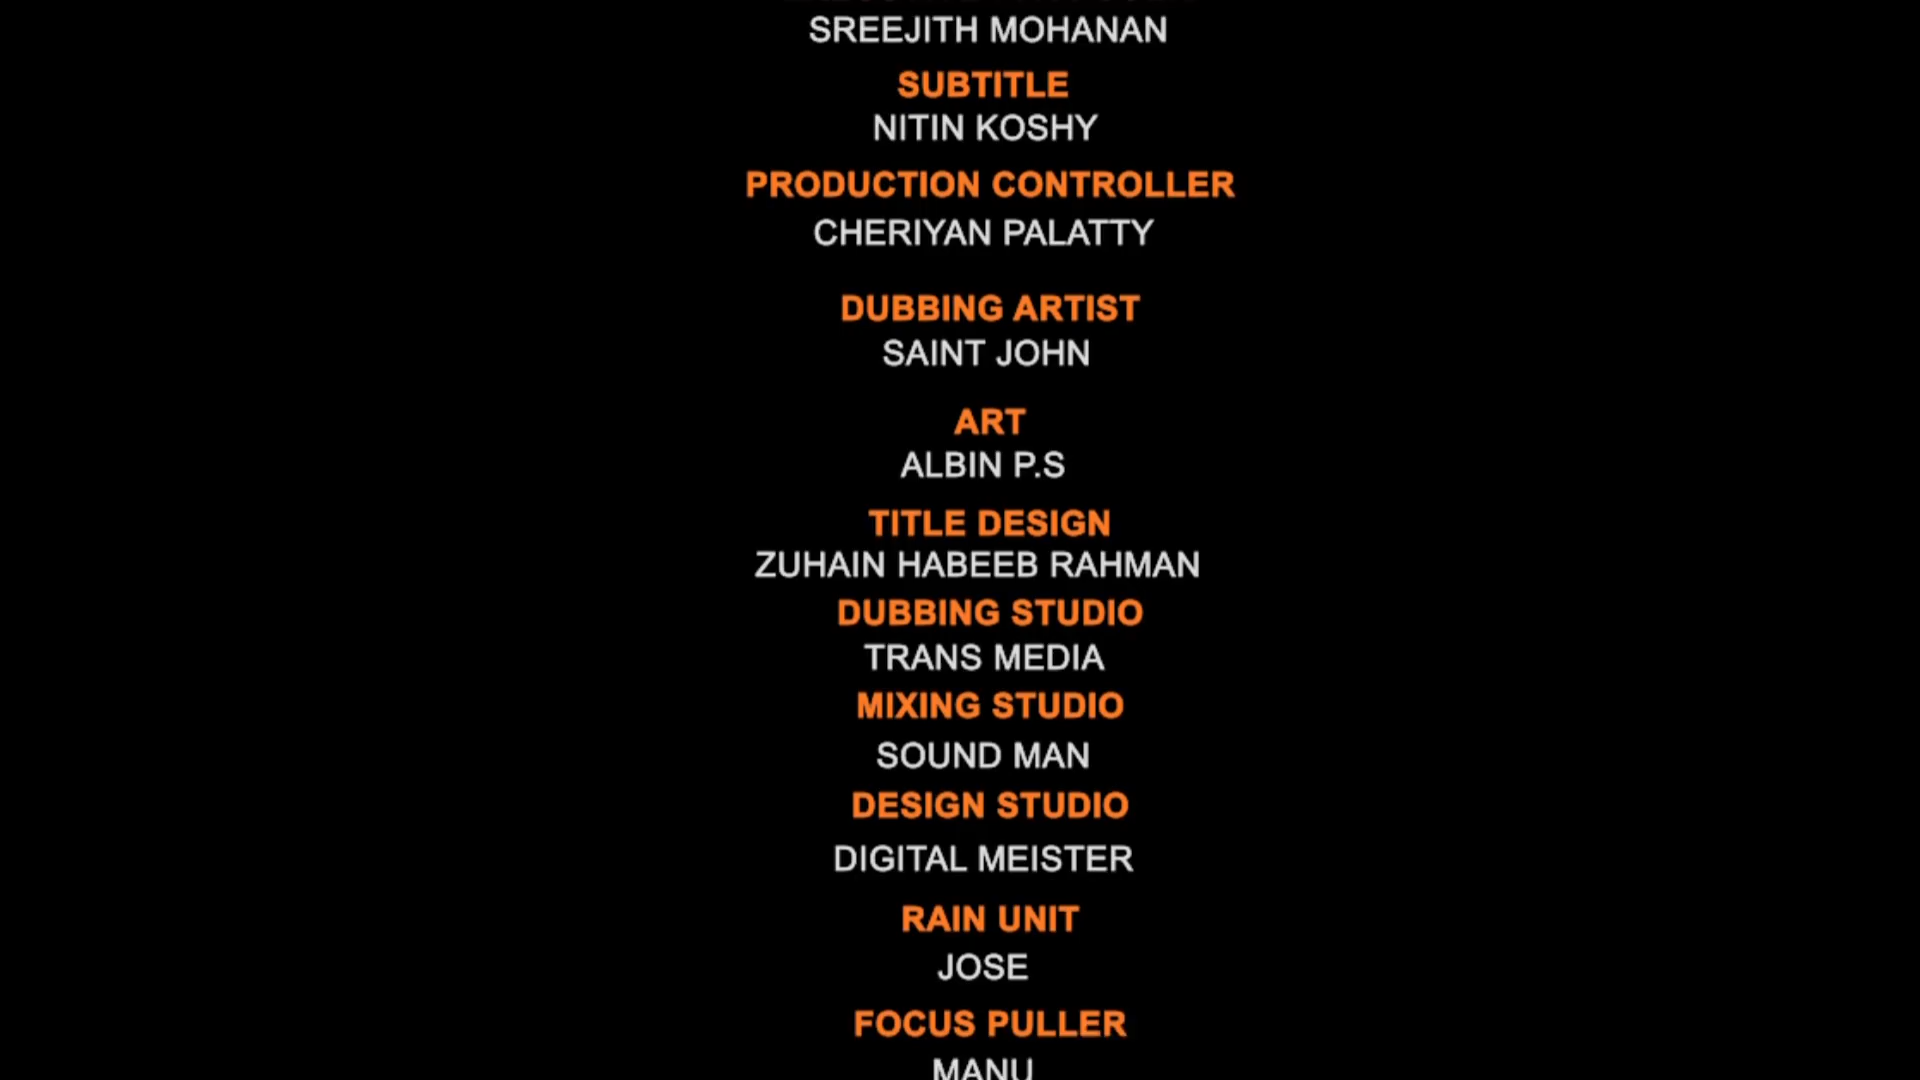 SREEJITH MOHANAN
SUBTITLE
NITIN KOSHY
PRODUCTION CONTROLLER
CHERIYAN PALATTY
DUBBING ARTIST
SAINT JOHN
ART
ALBIN P.S
TITLE DESIGN
ZUHAIN HABEEB RAHMAN
DUBBING STUDIO
TRANS MEDIA
MIXING STUDIO
SOUND MAN
DESIGN STUDIO
DIGITAL MEISTER
RAIN UNIT
JOSE
FOCUS PULLER
MANU